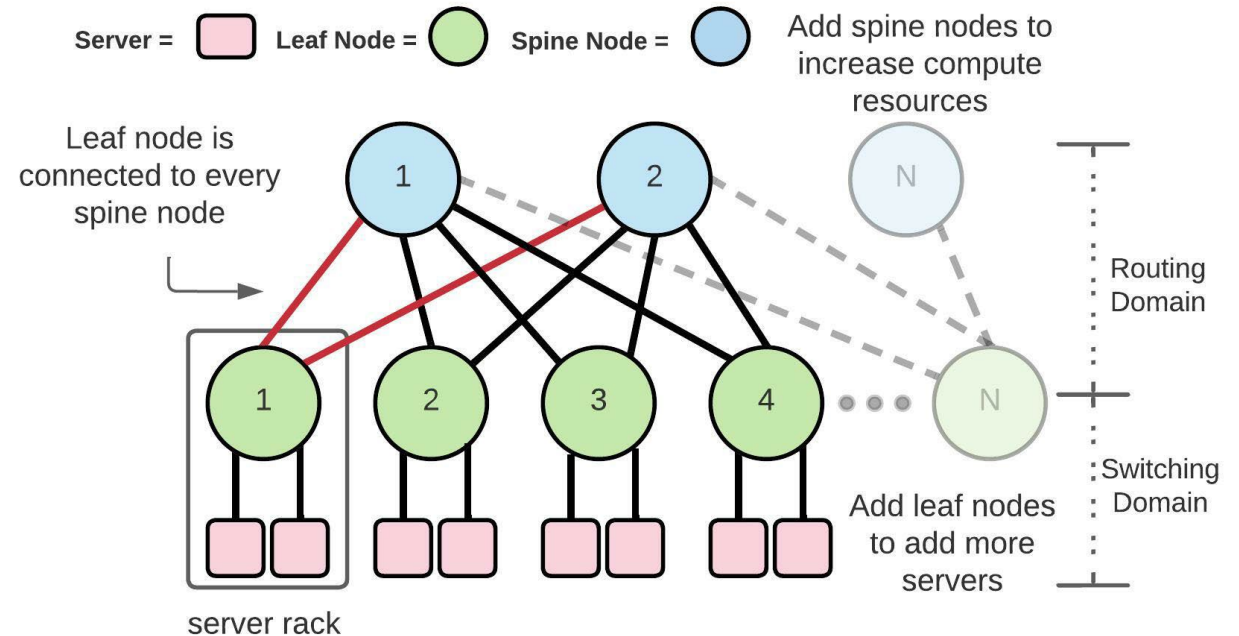 Server =
Leaf Node =
Spine Node =
Add spine nodes to
increase compute
resources
Leaf node is
connected to every
spine node
1
2
N
Routing
Domain
1
2
3
4
N
Switching
Domain
Add leaf nodes
to add more
servers
server rack